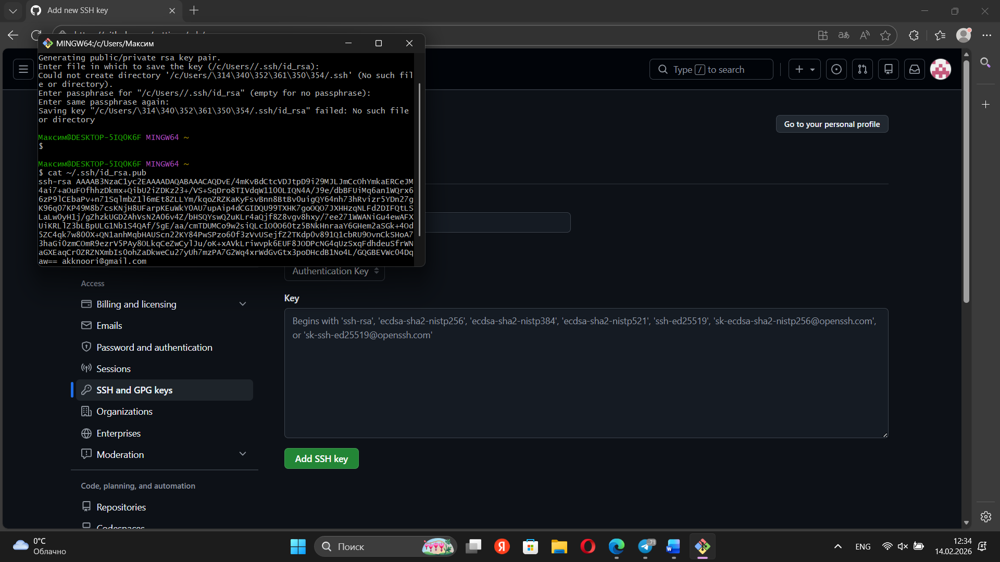 Add new SSH key
MINGW64:/c/Users/Максим
Generating public/private rsa key pair.
Enter file in which to save the key (/c/Users//.ssh/id_rsa):
Could not create directory '/c/Users/\314\340\352\361\350\354/.ssh' (No such fil
e or directory).
Enter passphrase for "/c/Users//.ssh/id_rsa" (empty for no passphrase):
Enter same passphrase again:
Saving key "/c/Users/\314\340\352\361\350\354/.ssh/id_rsa" failed: No such file
or directory
Максим@DESKTOP-5IQOK6F MINGW64 ~
$
Максим@DESKTOP-5IQOK6F MINGW64 ~
$ cat ~/.ssh/id_rsa.pub
ssh-rsa AAAAB3NzaC1yc2EAAAADAQABAAACAQDvE/4mKvBdCtcVDJtpD9i29MJLJmCcOhYmkaERCeJM
4ai7+aOuFOfhhzDkmx+QibU2iZDKz23+/VS+SqDro8TIVdqW11OOLIQN4A/J9e/dbBFUiMq6an1WQrx6
6zP9lCEbaPv+n71SqlmbZ1l6mEt8ZLLYm/kqoZRZKaKyFsvBnn8BtBvOuigQY64nh73hRvizr5YDn27g
K96q07KP49M8b7csKNjH8UFarpKEuWkYOAU7upAip4dCGIDQU99TXHK7goOQO7JXHHzqNLFd2DIFQtLS
LaLwOyH1j/gZhzkUGD2AhVsN2AO6v4Z/bHSQYswQ2uKLr4aQjf8Z8vgv8hxy/7ee271WWANiGu4ewAFX
UiKRLlZ3bLBpULG1Nb1S4QAf/5gE/aa/cmTDUMCo9w2siQLc1OOO6Otz5BNkHnraaY6GHem2aSGk+4Od
5ZC4qk7w8OOX+QN1anhMqbHAUScn22KY84PwSPzo6Of3zVvUSejfZ2TKdpOv891Q1cbRU9OvnCkSHoA7
3haGiOzmCOmR9ezrV5PAy8OLkqCeZwCylJu/oK+xAVkLriwvpk6EUF8JODPcNG4qUzSxqFdhdeuSfrWN
aGXEaqCrOZRZNXmbIsOohZaDkweCu27yUh7mzPA7G2Wq4xrWdGvGtx3poDHcdB1No4L/GQGBEVWcO4Dq
aw== akknoori@gmail.com
Type / to search
Go to your personal profile
Authentication Key
Key
Begins with 'ssh-rsa', 'ecdsa-sha2-nistp256', 'ecdsa-sha2-nistp384', 'ecdsa-sha2-nistp521', 'ssh-ed25519', 'sk-ecdsa-sha2-nistp256@openssh.com',
or 'sk-ssh-ed25519@openssh.com'
Add SSH key
Access
Billing and licensing
Emails
Password and authentication
Sessions
SSH and GPG keys
Organizations
Enterprises
Moderation
Code, planning, and automation
Repositories
Codespaces
0°C
Облачно
Поиск
71
ENG
12:34
14.02.2026